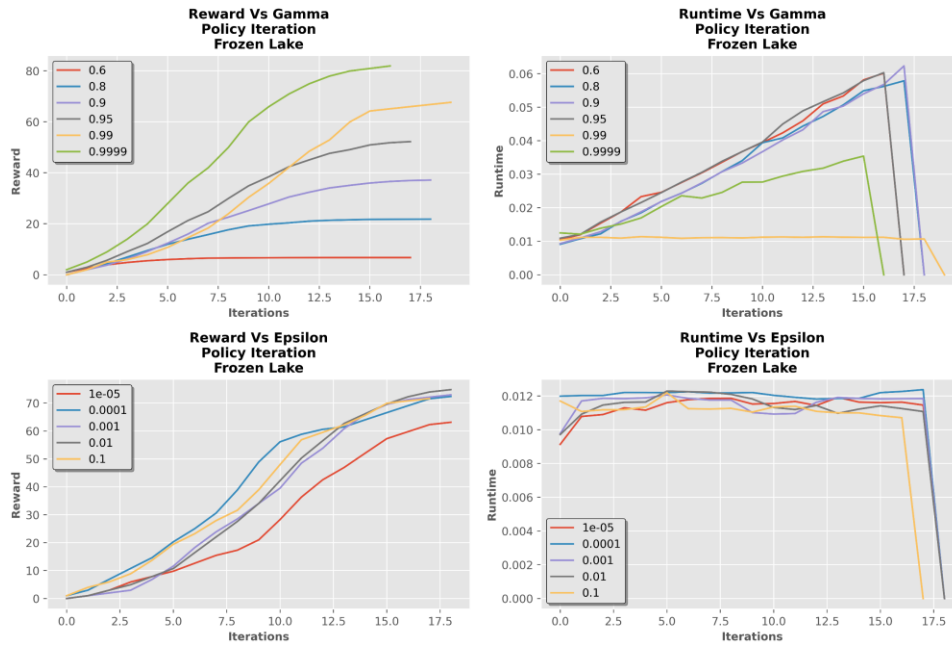 Reward Vs Gamma
Policy Iteration
Frozen Lake
80
60
40
20
0
Reward
0.6
0.8
0.9
0.95
0.99
0.9999
0.0 2.5 5.0 7.5 10.0 12.5 15.0 17.5
Iterations
Runtime Vs Gamma
Policy Iteration
Frozen Lake
0.06
0.05
0.04
0.03
0.02
0.01
0.00
Runtime
0.6
0.8
0.9
0.95
0.99
0.9999
0.0 2.5 5.0 7.5 10.0 12.5 15.0 17.5
Iterations
Reward Vs Epsilon
Policy Iteration
Frozen Lake
70
60
50
40
30
20
10
0
Reward
1e-05
0.0001
0.001
0.01
0.1
0.0 2.5 5.0 7.5 10.0 12.5 15.0 17.5
Iterations
Runtime Vs Epsilon
Policy Iteration
Frozen Lake
0.012
0.010
0.008
0.006
0.004
0.002
0.000
Runtime
1e-05
0.0001
0.001
0.01
0.1
0.0 2.5 5.0 7.5 10.0 12.5 15.0 17.5
Iterations